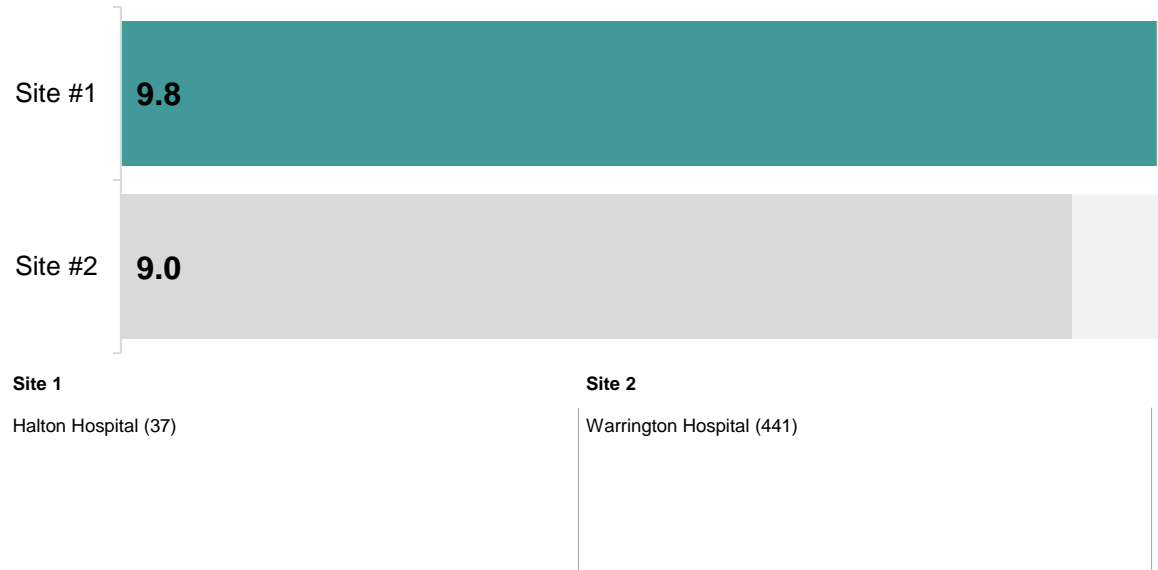 Site #1 9.8
Site #2 9.0
Site 1 Site 2
Halton Hospital (37) Warrington Hospital (441)